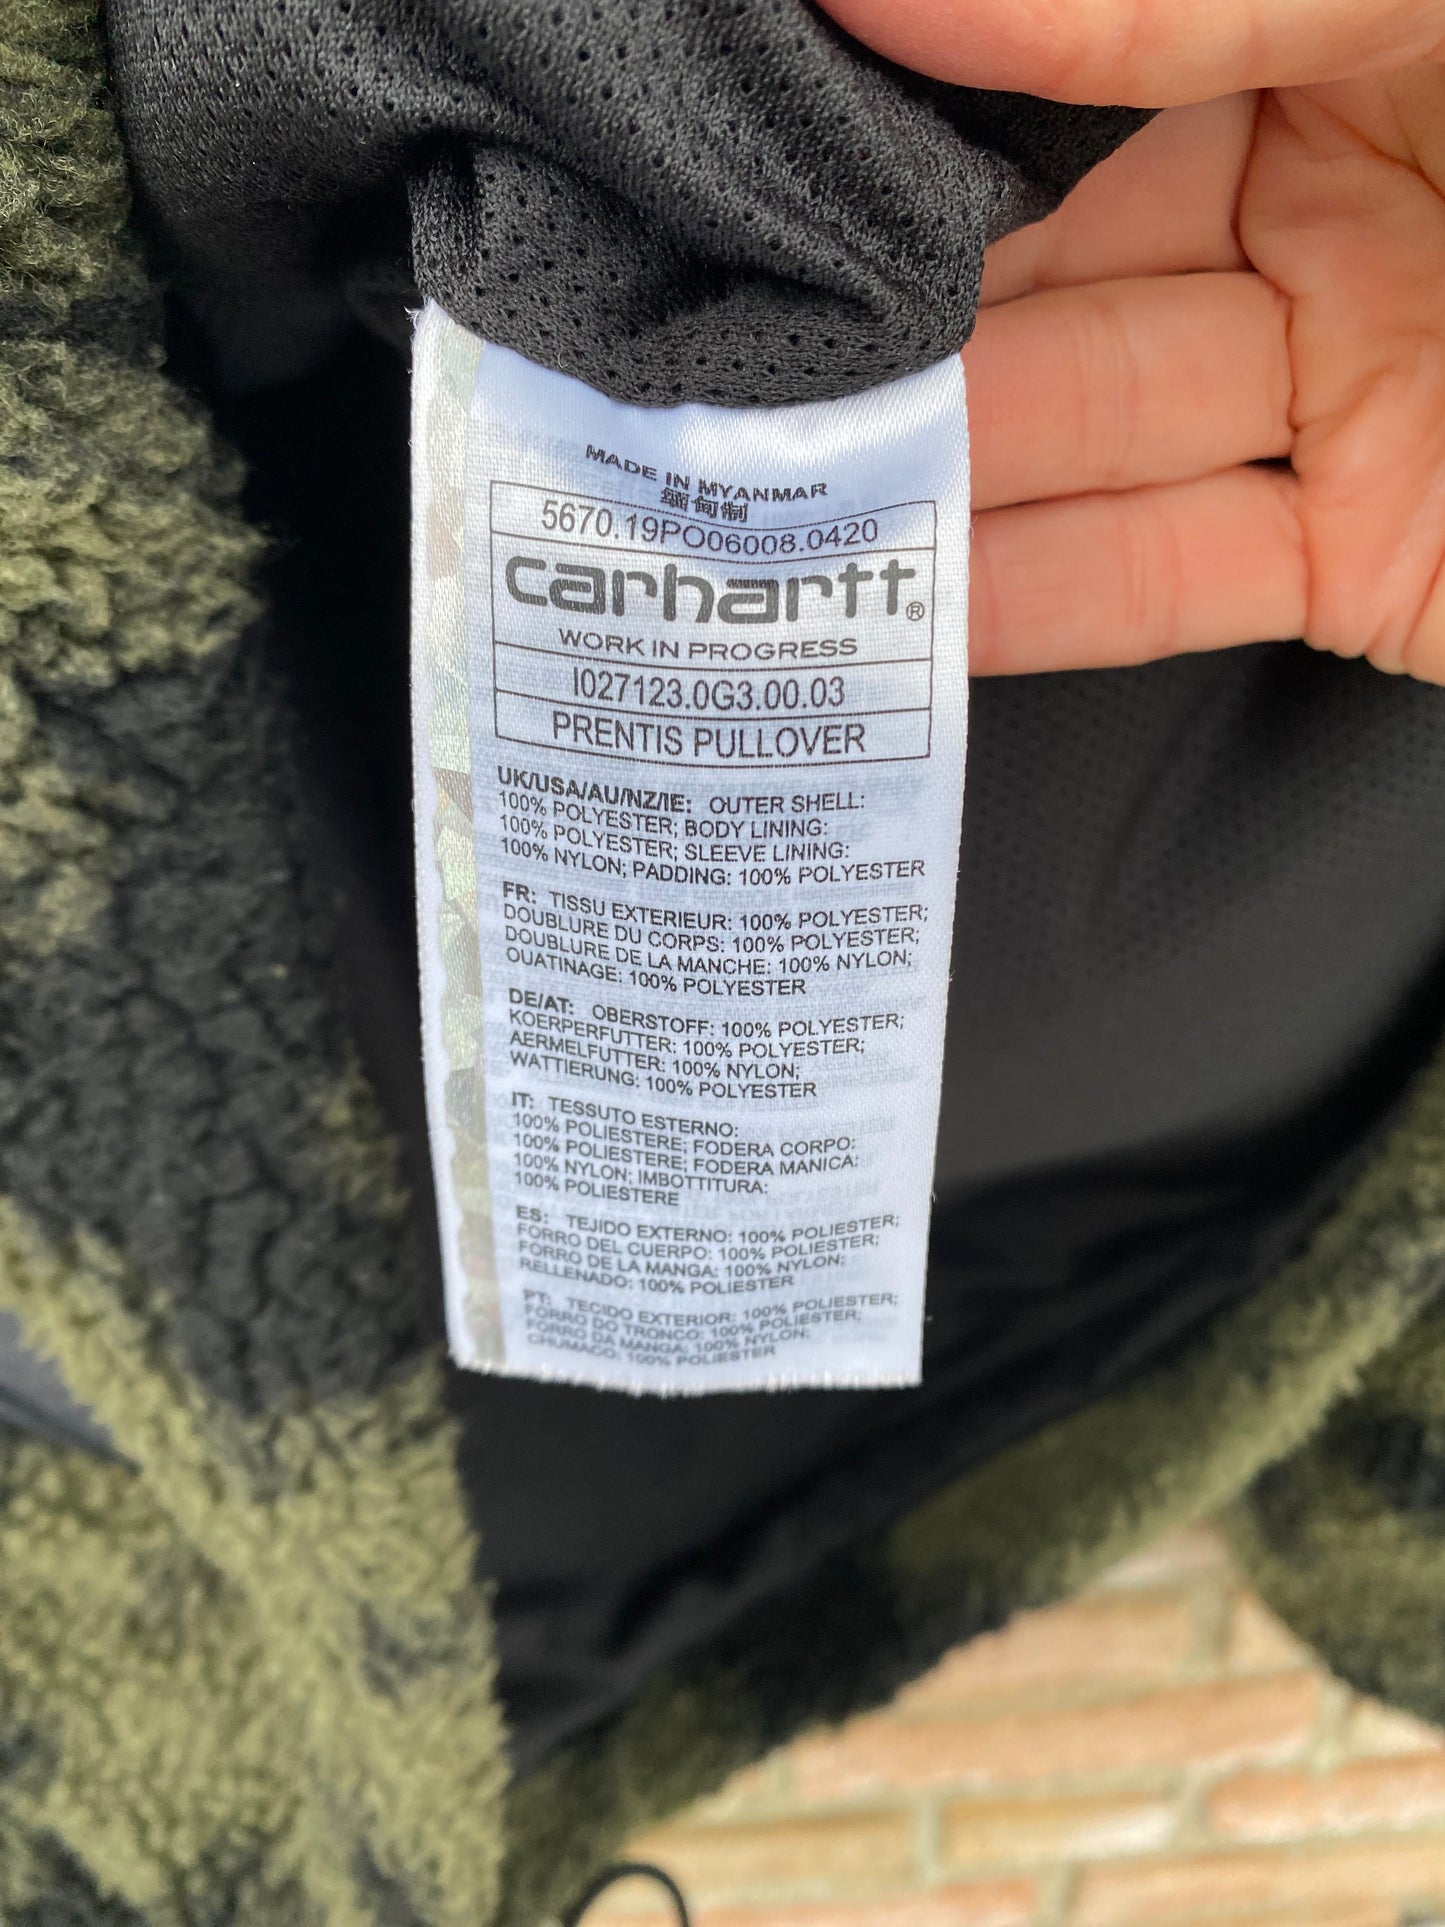 MADE IN MYANMAR
缅甸制
5670.19PO06008.0420
carhartt®
WORK IN PROGRESS
I027123.0G3.00.03
PRENTIS PULLOVER
UK/USA/AU/NZ/IE: OUTER SHELL:
100% POLYESTER; BODY LINING:
100% POLYESTER; SLEEVE LINING:
100% NYLON; PADDING: 100% POLYESTER
FR: TISSU EXTERIEUR: 100% POLYESTER;
DOUBLURE DU CORPS: 100% POLYESTER;
DOUBLURE DE LA MANCHE: 100% NYLON;
OUATINAGE: 100% POLYESTER
DE/AT: OBERSTOFF: 100% POLYESTER;
KOERPERFUTTER: 100% POLYESTER;
AERMELFUTTER: 100% NYLON;
WATTIERUNG: 100% POLYESTER
IT: TESSUTO ESTERNO:
100% POLIESTERE; FODERA CORPO:
100% POLIESTERE; FODERA MANICA:
100% NYLON; IMBOTTITURA:
100% POLIESTERE
ES: TEJIDO EXTERNO: 100% POLIESTER;
FORRO DEL CUERPO: 100% POLIESTER;
FORRO DE LA MANGA: 100% NYLON;
RELLENADO: 100% POLIESTER
PT: TECIDO EXTERIOR: 100% POLIESTER;
FORRO DO TRONCO: 100% POLIESTER;
FORRO DA MANGA: 100% NYLON;
CHUMACO: 100% POLIESTER